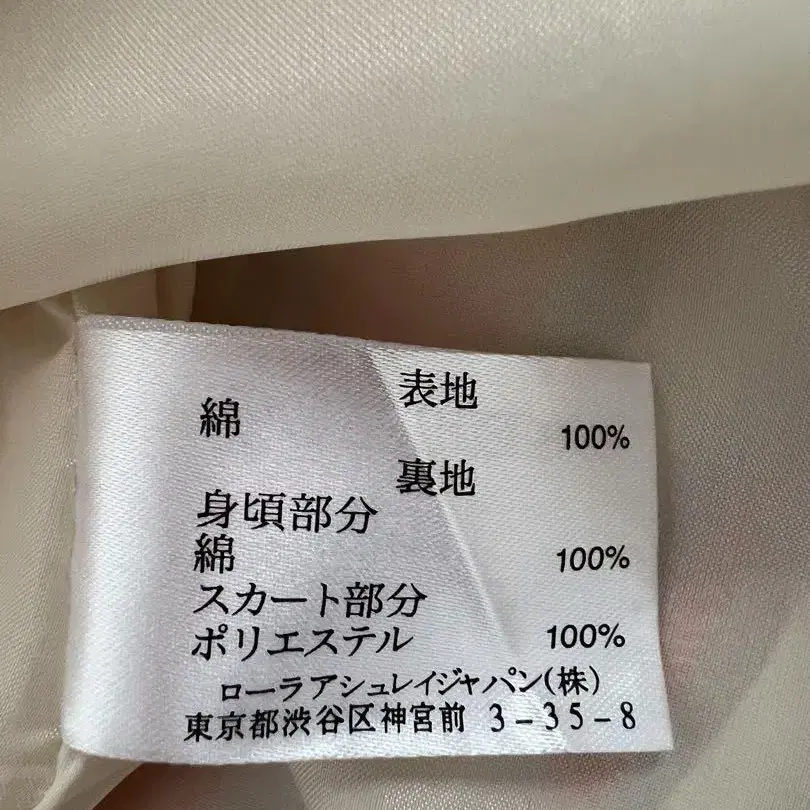 表地
綿 100%
裏地
身頃部分
綿 100%
スカート部分
ポリエステル 100%
ローラアシュレイジャパン(株)
東京都渋谷区神宮前 3-35-8